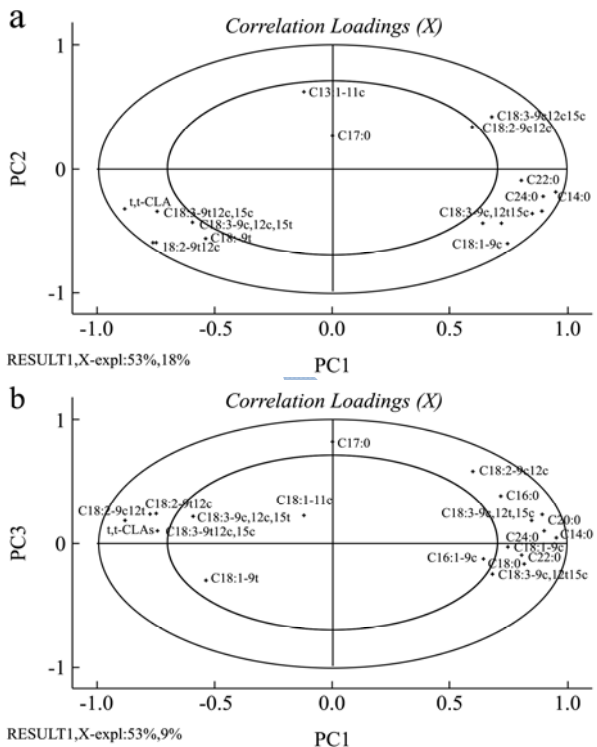 a
Correlation Loadings (X)
1
C13:1-11c
C18:3-9c12c15c
C18:2-9c12c
C17:0
PC2
0
C22:0
t,t-CLA
C24:0
C14:0
C18:3-9t12c,15c
C18:3-9c,12t15c
C18:3-9c,12c,15t
C18:-9t
18:2-9t12c
C18:1-9c
-1
-1.0 -0.5 0.0 0.5 1.0
RESULT1,X-expl:53%,18%
PC1
b
Correlation Loadings (X)
1
C17:0
C18:2-9c12c
C16:0
C18:2-9c12t
C18:2-9t12c
C18:1-11c
C18:3-9c,12t,15c
C18:3-9c,12c,15t
C20:0
t,t-CLAs
C18:3-9t12c,15c
C24:0
C14:0
PC3
0
C18:1-9c
C16:1-9c
C18:0
C22:0
C18:3-9c,12t15c
C18:1-9t
-1
-1.0 -0.5 0.0 0.5 1.0
RESULT1,X-expl:53%,9%
PC1